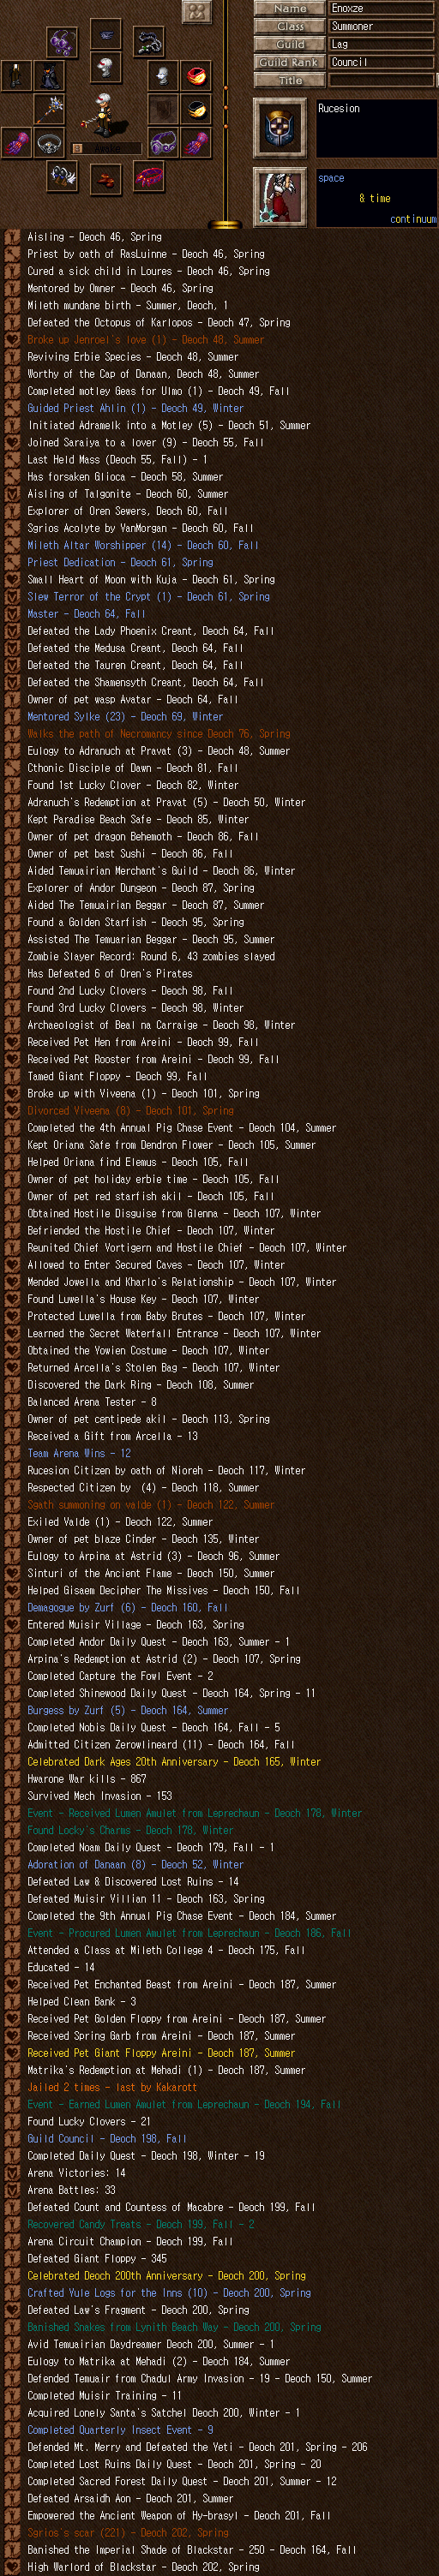 Name Enoxze
Class Summoner
Guild Lag
Guild Rank Council
Title
Rucesion
Awake
space
& time
continuum
Aisling - Deoch 46, Spring
Priest by oath of RasLuinne - Deoch 46, Spring
Cured a sick child in Loures - Deoch 46, Spring
Mentored by Omner - Deoch 46, Spring
Mileth mundane birth - Summer, Deoch, 1
Defeated the Octopus of Karlopos - Deoch 47, Spring
Broke up Jenroel's love (1) - Deoch 48, Summer
Reviving Erbie Species - Deoch 48, Summer
Worthy of the Cap of Danaan, Deoch 48, Summer
Completed motley Geas for Ulmo (1) - Deoch 49, Fall
Guided Priest Ahlin (1) - Deoch 49, Winter
Initiated Adramelk into a Motley (5) - Deoch 51, Summer
Joined Saraiya to a lover (9) - Deoch 55, Fall
Last Held Mass (Deoch 55, Fall) - 1
Has forsaken Glioca - Deoch 58, Summer
Aisling of Talgonite - Deoch 60, Summer
Explorer of Oren Sewers, Deoch 60, Fall
Sgrios Acolyte by VanMorgan - Deoch 60, Fall
Mileth Altar Worshipper (14) - Deoch 60, Fall
Priest Dedication - Deoch 61, Spring
Small Heart of Moon with Kuja - Deoch 61, Spring
Slew Terror of the Crypt (1) - Deoch 61, Spring
Master - Deoch 64, Fall
Defeated the Lady Phoenix Creant, Deoch 64, Fall
Defeated the Medusa Creant, Deoch 64, Fall
Defeated the Tauren Creant, Deoch 64, Fall
Defeated the Shamensyth Creant, Deoch 64, Fall
Owner of pet wasp Avatar - Deoch 64, Fall
Mentored Sylke (23) - Deoch 69, Winter
Walks the path of Necromancy since Deoch 76, Spring
Eulogy to Adranuch at Pravat (3) - Deoch 48, Summer
Cthonic Disciple of Dawn - Deoch 81, Fall
Found 1st Lucky Clover - Deoch 82, Winter
Adranuch's Redemption at Pravat (5) - Deoch 50, Winter
Kept Paradise Beach Safe - Deoch 85, Winter
Owner of pet dragon Behemoth - Deoch 86, Fall
Owner of pet bast Sushi - Deoch 86, Fall
Aided Temuairian Merchant's Guild - Deoch 86, Winter
Explorer of Andor Dungeon - Deoch 87, Spring
Aided The Temuairian Beggar - Deoch 87, Summer
Found a Golden Starfish - Deoch 95, Spring
Assisted The Temuarian Beggar - Deoch 95, Summer
Zombie Slayer Record: Round 6, 43 zombies slayed
Has Defeated 6 of Oren's Pirates
Found 2nd Lucky Clovers - Deoch 98, Fall
Found 3rd Lucky Clovers - Deoch 98, Winter
Archaeologist of Beal na Carraige - Deoch 98, Winter
Received Pet Hen from Areini - Deoch 99, Fall
Received Pet Rooster from Areini - Deoch 99, Fall
Tamed Giant Floppy - Deoch 99, Fall
Broke up with Viveena (1) - Deoch 101, Spring
Divorced Viveena (8) - Deoch 101, Spring
Completed the 4th Annual Pig Chase Event - Deoch 104, Summer
Kept Oriana Safe from Dendron Flower - Deoch 105, Summer
Helped Oriana find Elemus - Deoch 105, Fall
Owner of pet holiday erbie time - Deoch 105, Fall
Owner of pet red starfish akil - Deoch 105, Fall
Obtained Hostile Disguise from Glenna - Deoch 107, Winter
Befriended the Hostile Chief - Deoch 107, Winter
Reunited Chief Vortigern and Hostile Chief - Deoch 107, Winter
Allowed to Enter Secured Caves - Deoch 107, Winter
Mended Jowella and Kharlo's Relationship - Deoch 107, Winter
Found Luwella's House Key - Deoch 107, Winter
Protected Luwella from Baby Brutes - Deoch 107, Winter
Learned the Secret Waterfall Entrance - Deoch 107, Winter
Obtained the Yowien Costume - Deoch 107, Winter
Returned Arcella's Stolen Bag - Deoch 107, Winter
Discovered the Dark Ring - Deoch 108, Summer
Balanced Arena Tester - 8
Owner of pet centipede akil - Deoch 113, Spring
Received a Gift from Arcella - 13
Team Arena Wins - 12
Rucesion Citizen by oath of Nioreh - Deoch 117, Winter
Respected Citizen by  (4) - Deoch 118, Summer
Sgath summoning on valde (1) - Deoch 122, Summer
Exiled Valde (1) - Deoch 122, Summer
Owner of pet blaze Cinder - Deoch 135, Winter
Eulogy to Arpina at Astrid (3) - Deoch 96, Summer
Sinturi of the Ancient Flame - Deoch 150, Summer
Helped Gisaem Decipher The Missives - Deoch 150, Fall
Demagogue by Zurf (6) - Deoch 160, Fall
Entered Muisir Village - Deoch 163, Spring
Completed Andor Daily Quest - Deoch 163, Summer - 1
Arpina's Redemption at Astrid (2) - Deoch 107, Spring
Completed Capture the Fowl Event - 2
Completed Shinewood Daily Quest - Deoch 164, Spring - 11
Burgess by Zurf (5) - Deoch 164, Summer
Completed Nobis Daily Quest - Deoch 164, Fall - 5
Admitted Citizen Zerowlineard (11) - Deoch 164, Fall
Celebrated Dark Ages 20th Anniversary - Deoch 165, Winter
Hwarone War kills - 867
Survived Mech Invasion - 153
Event - Received Lumen Amulet from Leprechaun - Deoch 178, Winter
Found Locky's Charms - Deoch 178, Winter
Completed Noam Daily Quest - Deoch 179, Fall - 1
Adoration of Danaan (8) - Deoch 52, Winter
Defeated Law & Discovered Lost Ruins - 14
Defeated Muisir Villian 11 - Deoch 163, Spring
Completed the 9th Annual Pig Chase Event - Deoch 184, Summer
Event - Procured Lumen Amulet from Leprechaun - Deoch 186, Fall
Attended a Class at Mileth College 4 - Deoch 175, Fall
Educated - 14
Received Pet Enchanted Beast from Areini - Deoch 187, Summer
Helped Clean Bank - 3
Received Pet Golden Floppy from Areini - Deoch 187, Summer
Received Spring Garb from Areini - Deoch 187, Summer
Received Pet Giant Floppy Areini - Deoch 187, Summer
Matrika's Redemption at Mehadi (1) - Deoch 187, Summer
Jailed 2 times - last by Kakarott
Event - Earned Lumen Amulet from Leprechaun - Deoch 194, Fall
Found Lucky Clovers - 21
Guild Council - Deoch 198, Fall
Completed Daily Quest - Deoch 198, Winter - 19
Arena Victories: 14
Arena Battles: 33
Defeated Count and Countess of Macabre - Deoch 199, Fall
Recovered Candy Treats - Deoch 199, Fall - 2
Arena Circuit Champion - Deoch 199, Fall
Defeated Giant Floppy - 345
Celebrated Deoch 200th Anniversary - Deoch 200, Spring
Crafted Yule Logs for the Inns (10) - Deoch 200, Spring
Defeated Law's Fragment - Deoch 200, Spring
Banished Snakes from Lynith Beach Way - Deoch 200, Spring
Avid Temuairian Daydreamer Deoch 200, Summer - 1
Eulogy to Matrika at Mehadi (2) - Deoch 184, Summer
Defended Temuair from Chadul Army Invasion - 19 - Deoch 150, Summer
Completed Muisir Training - 11
Acquired Lonely Santa's Satchel Deoch 200, Winter - 1
Completed Quarterly Insect Event - 9
Defended Mt. Merry and Defeated the Yeti - Deoch 201, Spring - 206
Completed Lost Ruins Daily Quest - Deoch 201, Spring - 20
Completed Sacred Forest Daily Quest - Deoch 201, Summer - 12
Defeated Arsaidh Aon - Deoch 201, Summer
Empowered the Ancient Weapon of Hy-brasyl - Deoch 201, Fall
Sgrios's scar (221) - Deoch 202, Spring
Banished the Imperial Shade of Blackstar - 250 - Deoch 164, Fall
High Warlord of Blackstar - Deoch 202, Spring